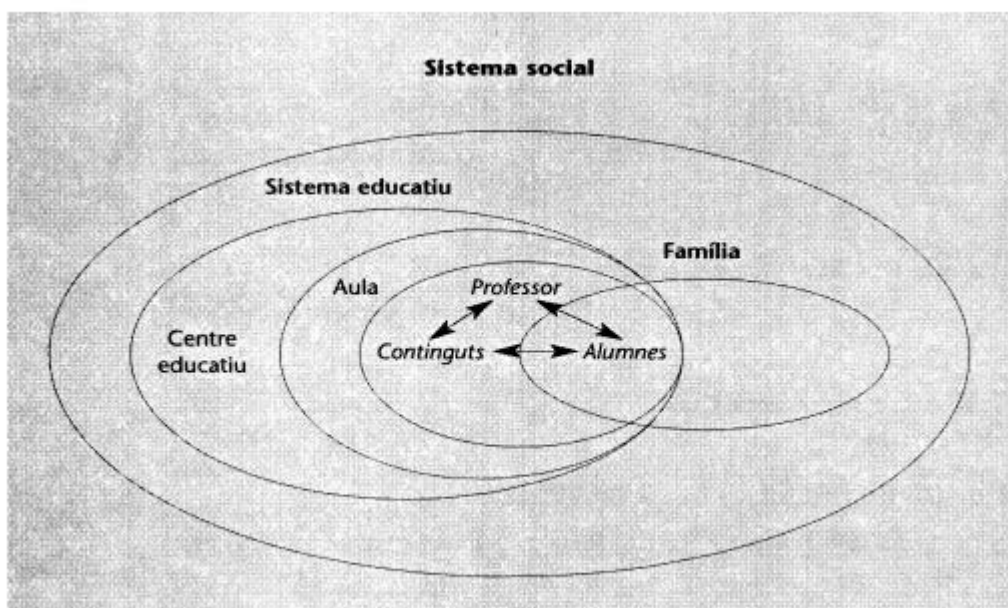 Sistema social
Sistema educatiu
Família
Aula
Professor
Centre
educatiu
Continguts
Alumnes